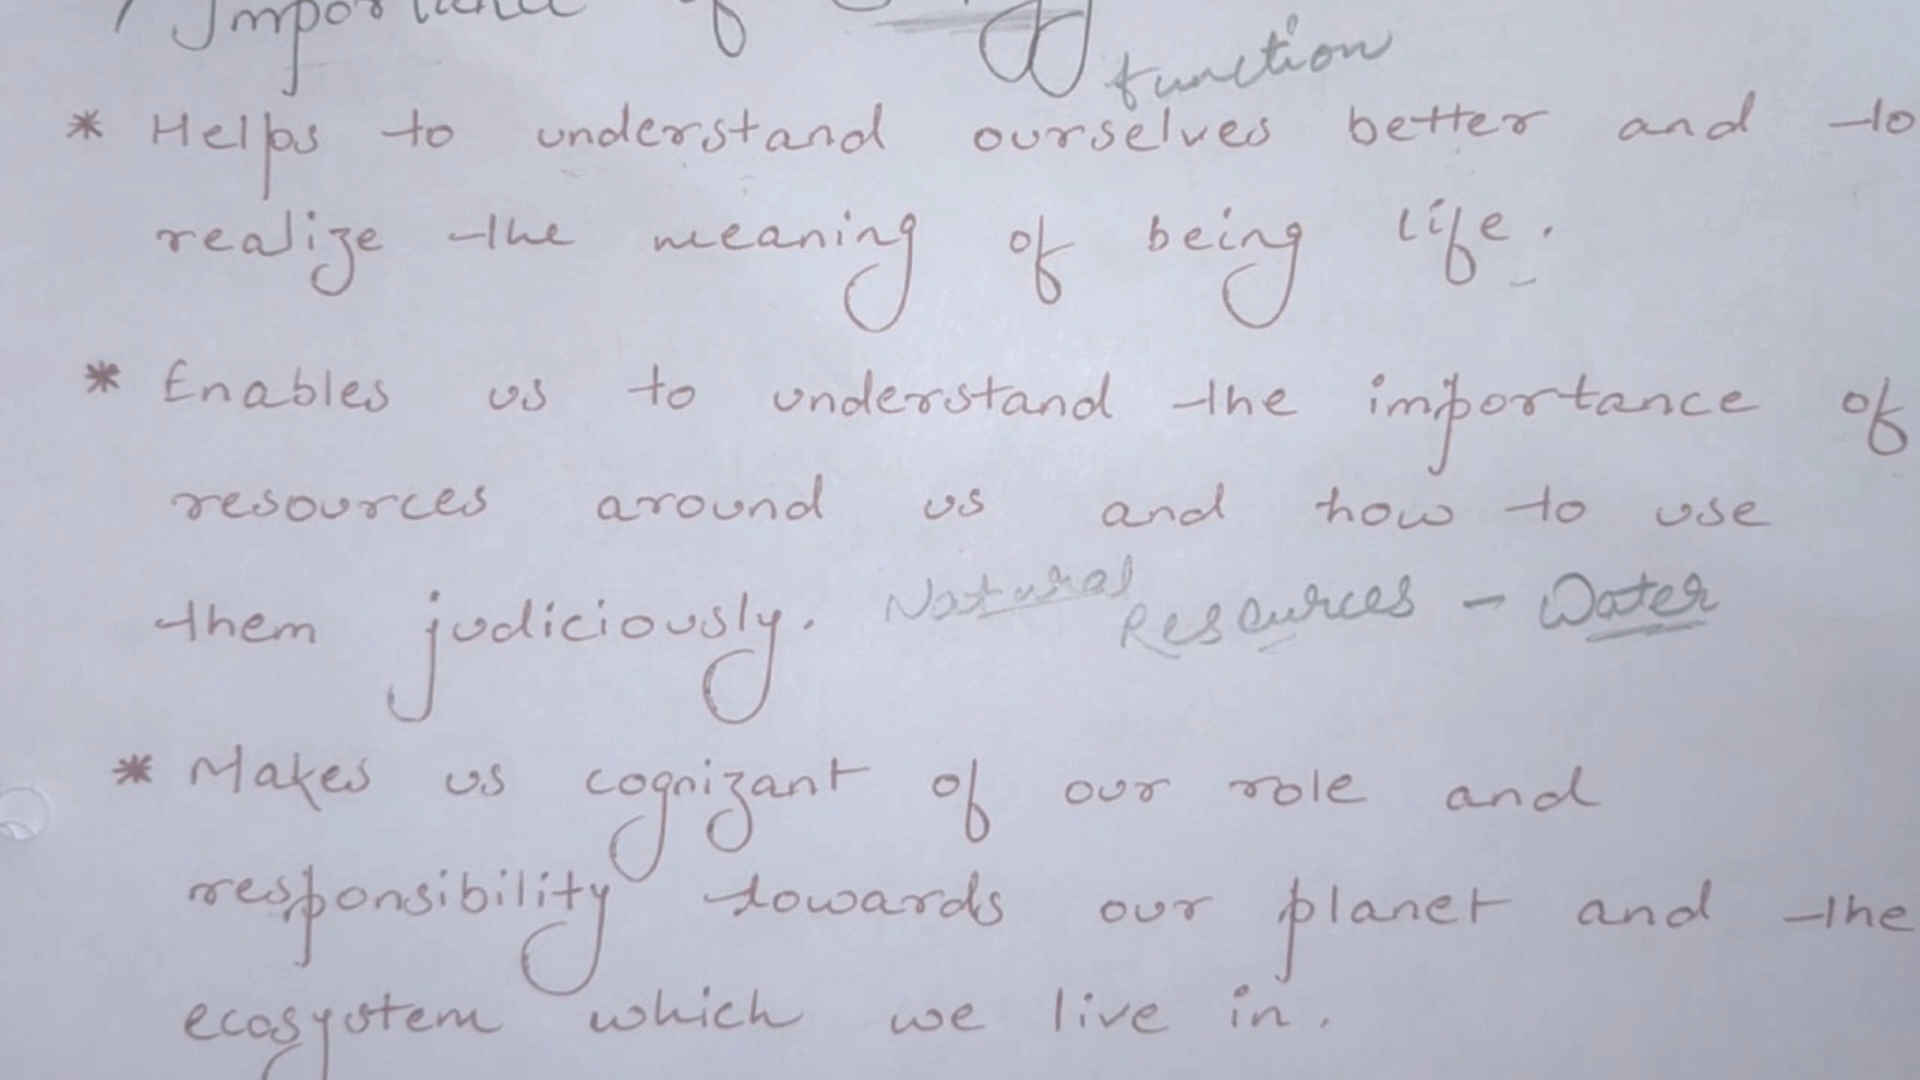 Importance of
function
* Helps to understand ourselves better and to
realize the meaning of being life.
* Enables us to understand the importance of
resources around us and how to use
them judiciously. Natural Resources - Water
* Makes us cognizant of our role and
responsibility towards our planet and the
ecosystem which we live in.